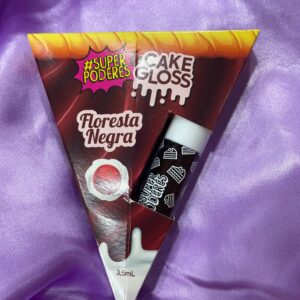 #SUPER
PODERES
CAKE
GLOSS
Floresta
Negra
SUPER
PODERES
3,5mL